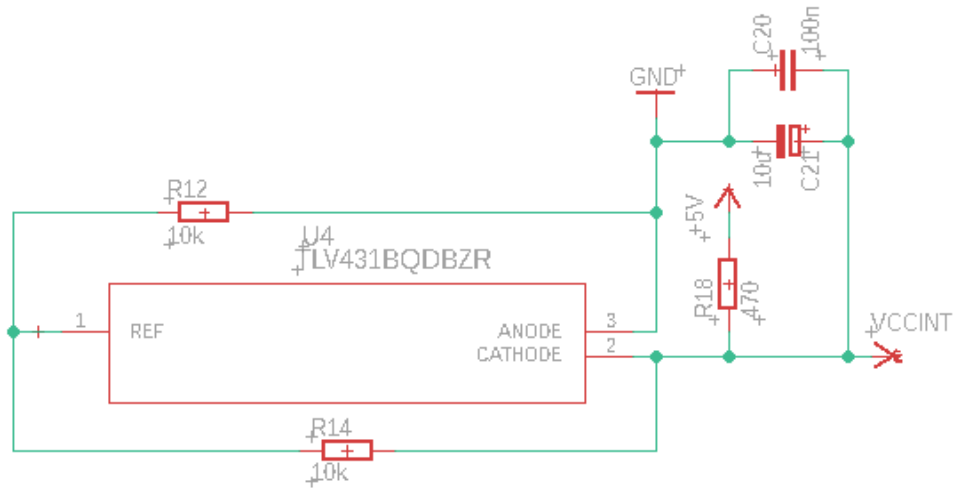 C20
100n
GND
10u
C21
R12
10k
+5V
U4
TLV431BQDBZR
R18
470
1
REF
ANODE
3
CATHODE
2
VCCINT
R14
10k